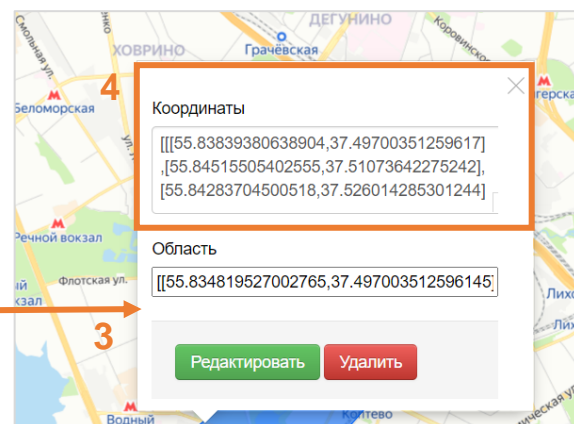 ДЕГУНИНО
ХОВРИНО
Грачёвская
Смольная ул.
Коровинское
4
Беломорская
Координаты
[[[55.83839380638904,37.49700351259617]
,[55.84515505402555,37.51073642275242],
[55.84283704500518,37.526014285301244]
Речной вокзал
Область
Флотская ул.
[[55.834819527002765,37.497003512596145]
3
Редактировать
Удалить
Водный
Коптево